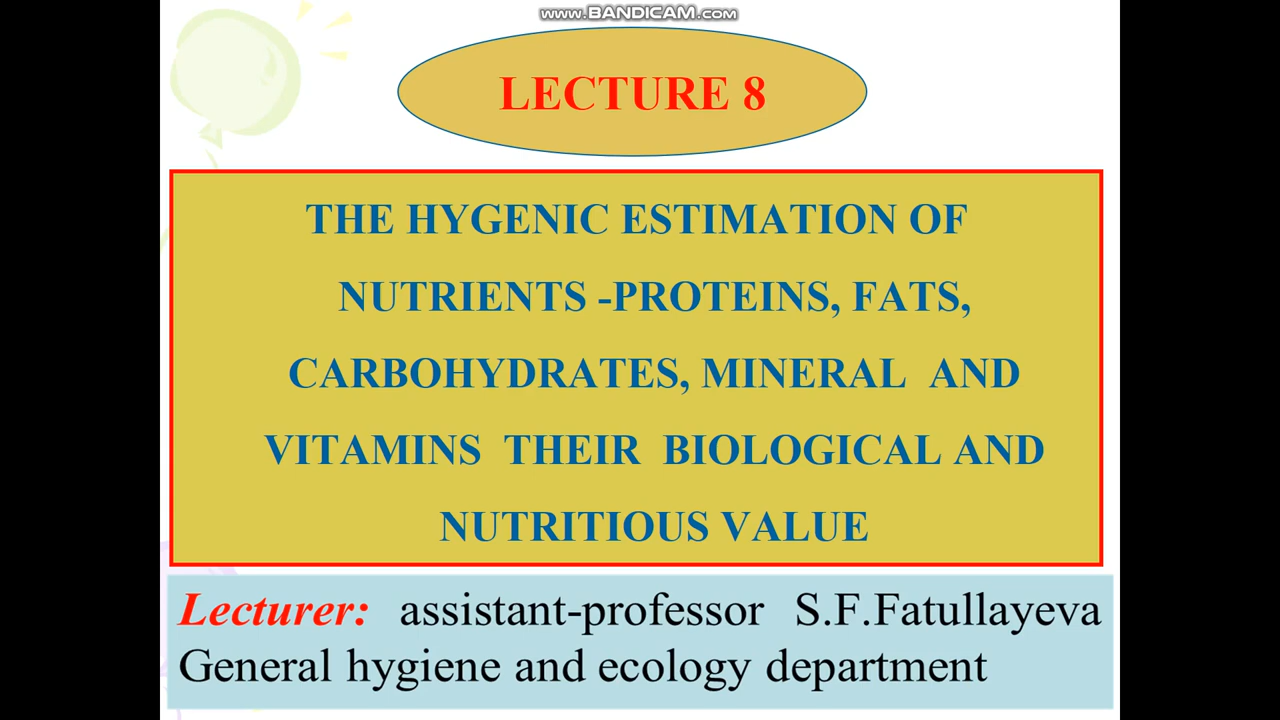 www.BANDICAM.com
LECTURE 8
THE HYGENIC ESTIMATION OF
NUTRIENTS -PROTEINS, FATS,
CARBOHYDRATES, MINERAL AND
VITAMINS THEIR BIOLOGICAL AND
NUTRITIOUS VALUE
Lecturer: assistant-professor S.F.Fatullayeva
General hygiene and ecology department